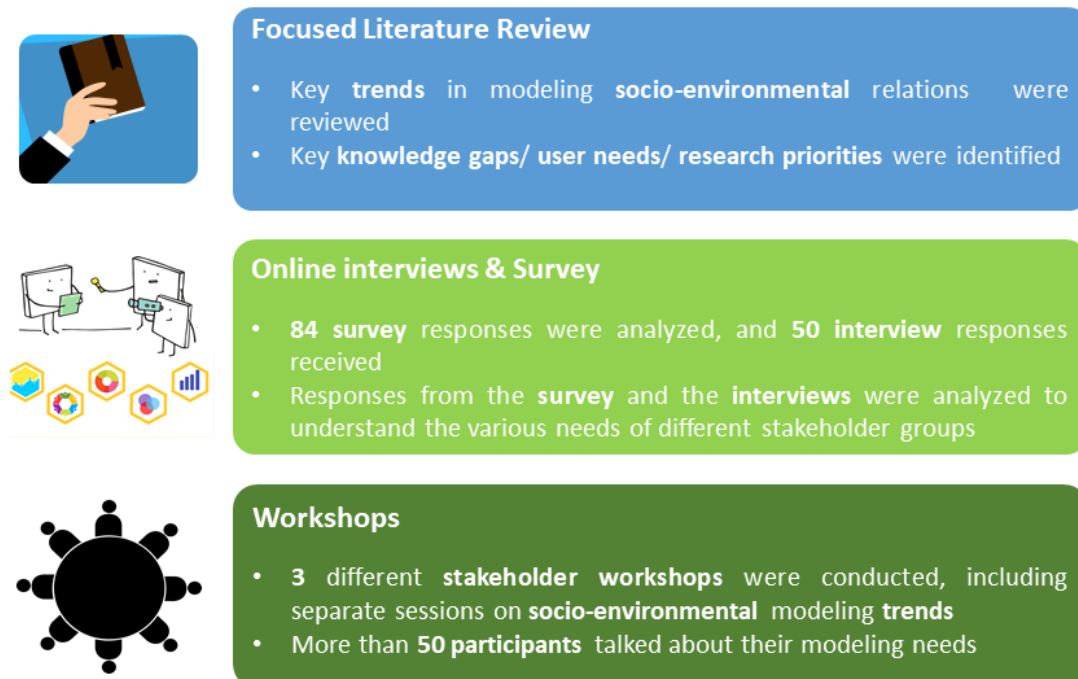 Focused Literature Review
• Key trends in modeling socio-environmental relations were
reviewed
• Key knowledge gaps/ user needs/ research priorities were identified
Online interviews & Survey
• 84 survey responses were analyzed, and 50 interview responses
received
• Responses from the survey and the interviews were analyzed to
understand the various needs of different stakeholder groups
Workshops
• 3 different stakeholder workshops were conducted, including
separate sessions on socio-environmental modeling trends
• More than 50 participants talked about their modeling needs